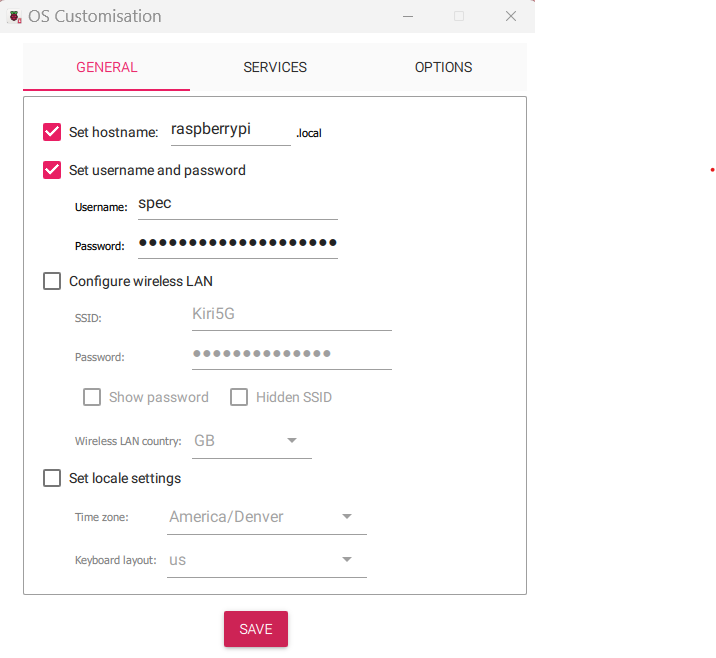 OS Customisation
GENERAL SERVICES OPTIONS
Set hostname: raspberrypi .local
Set username and password
Username: spec
Password: ●●●●●●●●●●●●●●●●●●●●
Configure wireless LAN
SSID: Kiri5G
Password: ●●●●●●●●●●●●●●
Show password Hidden SSID
Wireless LAN country: GB
Set locale settings
Time zone: America/Denver
Keyboard layout: us
SAVE